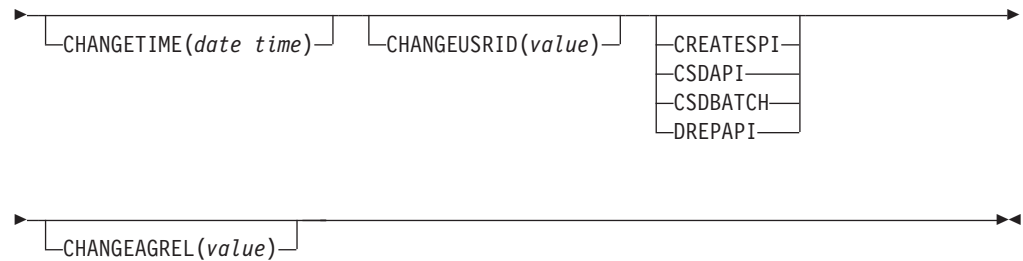 CHANGETIME(date time) CHANGEUSRID(value) CREATESPI
CSDAPI
CSDBATCH
DREPAPI
CHANGEAGREL(value)